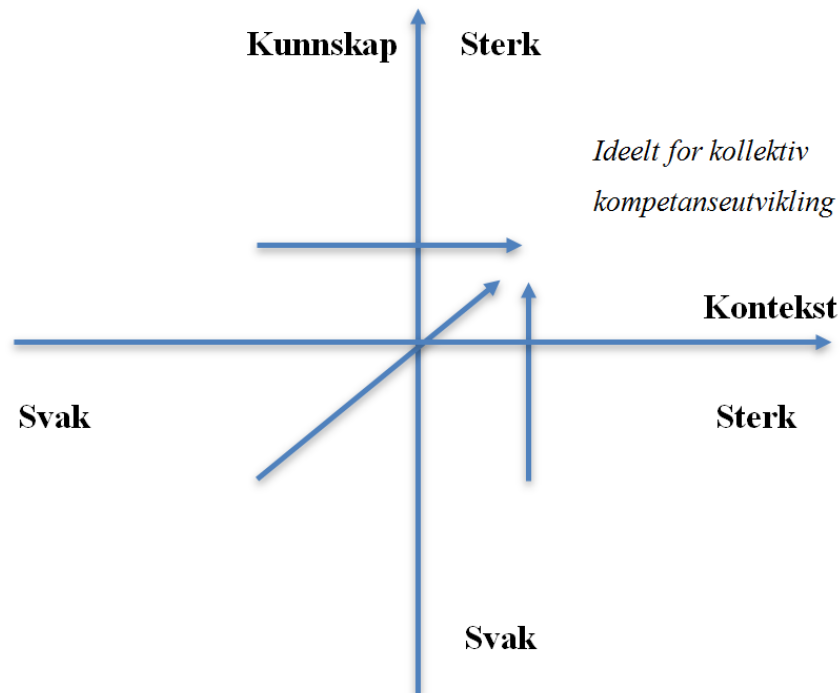 Kunnskap Sterk
Ideelt for kollektiv
kompetanseutvikling
Kontekst
Svak Sterk
Svak